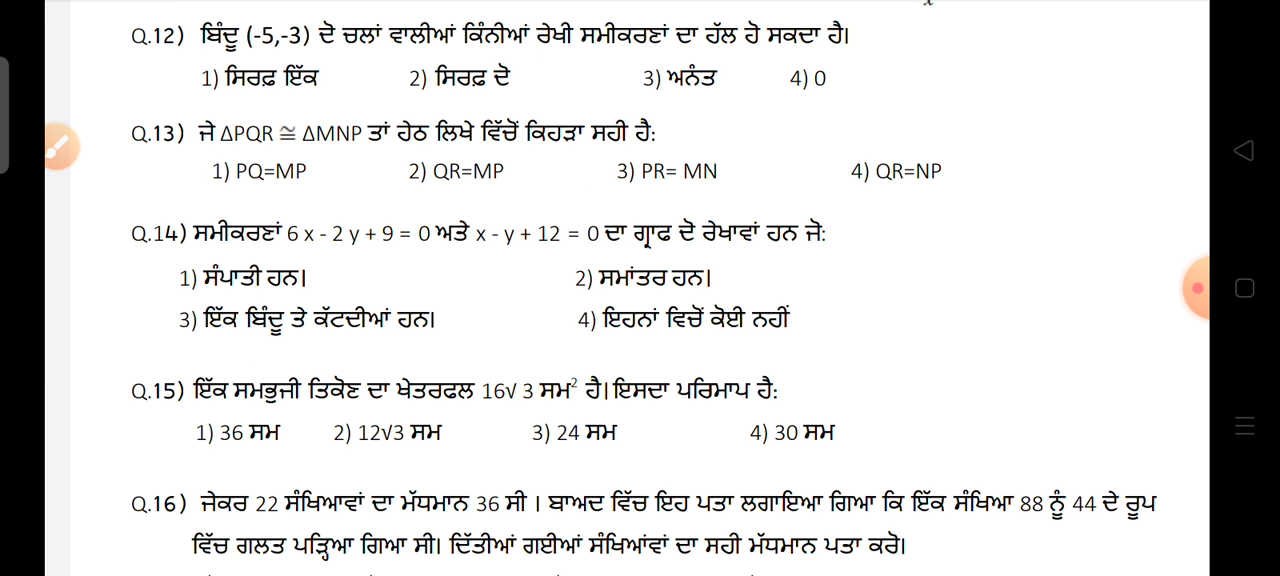 Q.12) ਬਿੰਦੂ (-5,-3) ਦੋ ਚਲਾਂ ਵਾਲੀਆਂ ਕਿੰਨੀਆਂ ਰੇਖੀ ਸਮੀਕਰਣਾਂ ਦਾ ਹੱਲ ਹੋ ਸਕਦਾ ਹੈ।
1) ਸਿਰਫ਼ ਇੱਕ 2) ਸਿਰਫ਼ ਦੋ 3) ਅਨੰਤ 4) 0
Q.13) ਜੇ ΔPQR ≅ ΔMNP ਤਾਂ ਹੇਠ ਲਿਖੇ ਵਿੱਚੋਂ ਕਿਹੜਾ ਸਹੀ ਹੈ:
1) PQ=MP 2) QR=MP 3) PR= MN 4) QR=NP
Q.14) ਸਮੀਕਰਣਾਂ 6 x - 2 y + 9 = 0 ਅਤੇ x - y + 12 = 0 ਦਾ ਗ੍ਰਾਫ ਦੋ ਰੇਖਾਵਾਂ ਹਨ ਜੋ:
1) ਸੰਪਾਤੀ ਹਨ। 2) ਸਮਾਂਤਰ ਹਨ।
3) ਇੱਕ ਬਿੰਦੂ ਤੇ ਕੱਟਦੀਆਂ ਹਨ। 4) ਇਹਨਾਂ ਵਿਚੋਂ ਕੋਈ ਨਹੀਂ
Q.15) ਇੱਕ ਸਮਭੁਜੀ ਤਿਕੋਣ ਦਾ ਖੇਤਰਫਲ 16√ 3 ਸਮ² ਹੈ। ਇਸਦਾ ਪਰਿਮਾਪ ਹੈ:
1) 36 ਸਮ 2) 12√3 ਸਮ 3) 24 ਸਮ 4) 30 ਸਮ
Q.16) ਜੇਕਰ 22 ਸੰਖਿਆਵਾਂ ਦਾ ਮੱਧਮਾਨ 36 ਸੀ । ਬਾਅਦ ਵਿੱਚ ਇਹ ਪਤਾ ਲਗਾਇਆ ਗਿਆ ਕਿ ਇੱਕ ਸੰਖਿਆ 88 ਨੂੰ 44 ਦੇ ਰੂਪ
ਵਿੱਚ ਗਲਤ ਪੜ੍ਹਿਆ ਗਿਆ ਸੀ। ਦਿੱਤੀਆਂ ਗਈਆਂ ਸੰਖਿਆਂਵਾਂ ਦਾ ਸਹੀ ਮੱਧਮਾਨ ਪਤਾ ਕਰੋ।